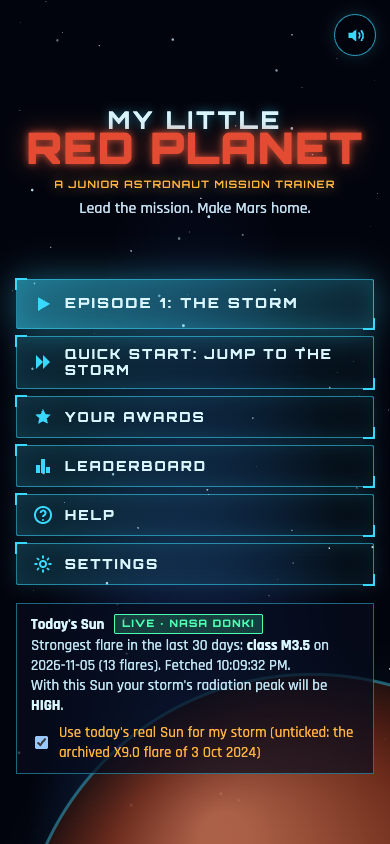 MY LITTLE
RED PLANET
A JUNIOR ASTRONAUT MISSION TRAINER
Lead the mission. Make Mars home.
EPISODE 1: THE STORM
QUICK START: JUMP TO THE
STORM
YOUR AWARDS
LEADERBOARD
HELP
SETTINGS
Today's Sun LIVE · NASA DONKI
Strongest flare in the last 30 days: class M3.5 on
2026-11-05 (13 flares). Fetched 10:09:32 PM.
With this Sun your storm's radiation peak will be
HIGH.
Use today's real Sun for my storm (unticked: the
archived X9.0 flare of 3 Oct 2024)